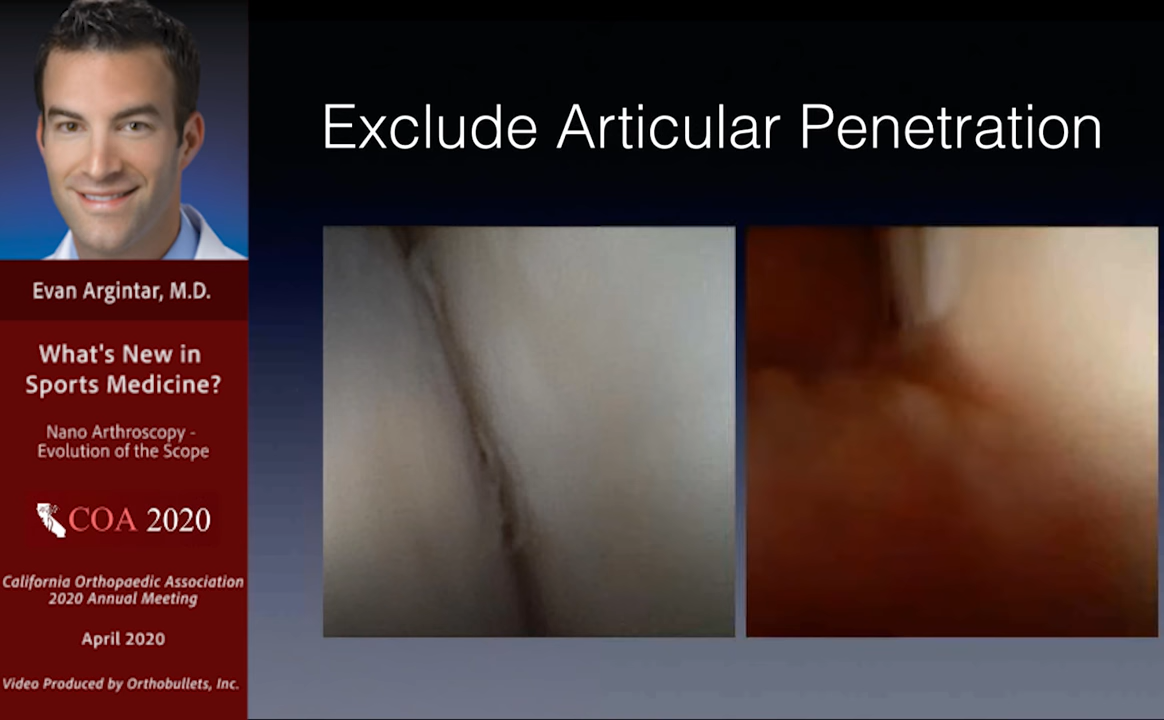 Exclude Articular Penetration
Evan Argintar, M.D.
What's New in
Sports Medicine?
Nano Arthroscopy -
Evolution of the Scope
COA 2020
California Orthopaedic Association
2020 Annual Meeting
April 2020
Video Produced by Orthobullets, Inc.